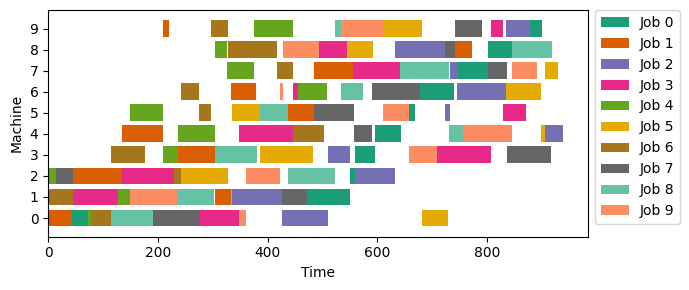 Machine
9
8
7
6
5
4
3
2
1
0
0
200
400
600
800
Time
Job 0
Job 1
Job 2
Job 3
Job 4
Job 5
Job 6
Job 7
Job 8
Job 9